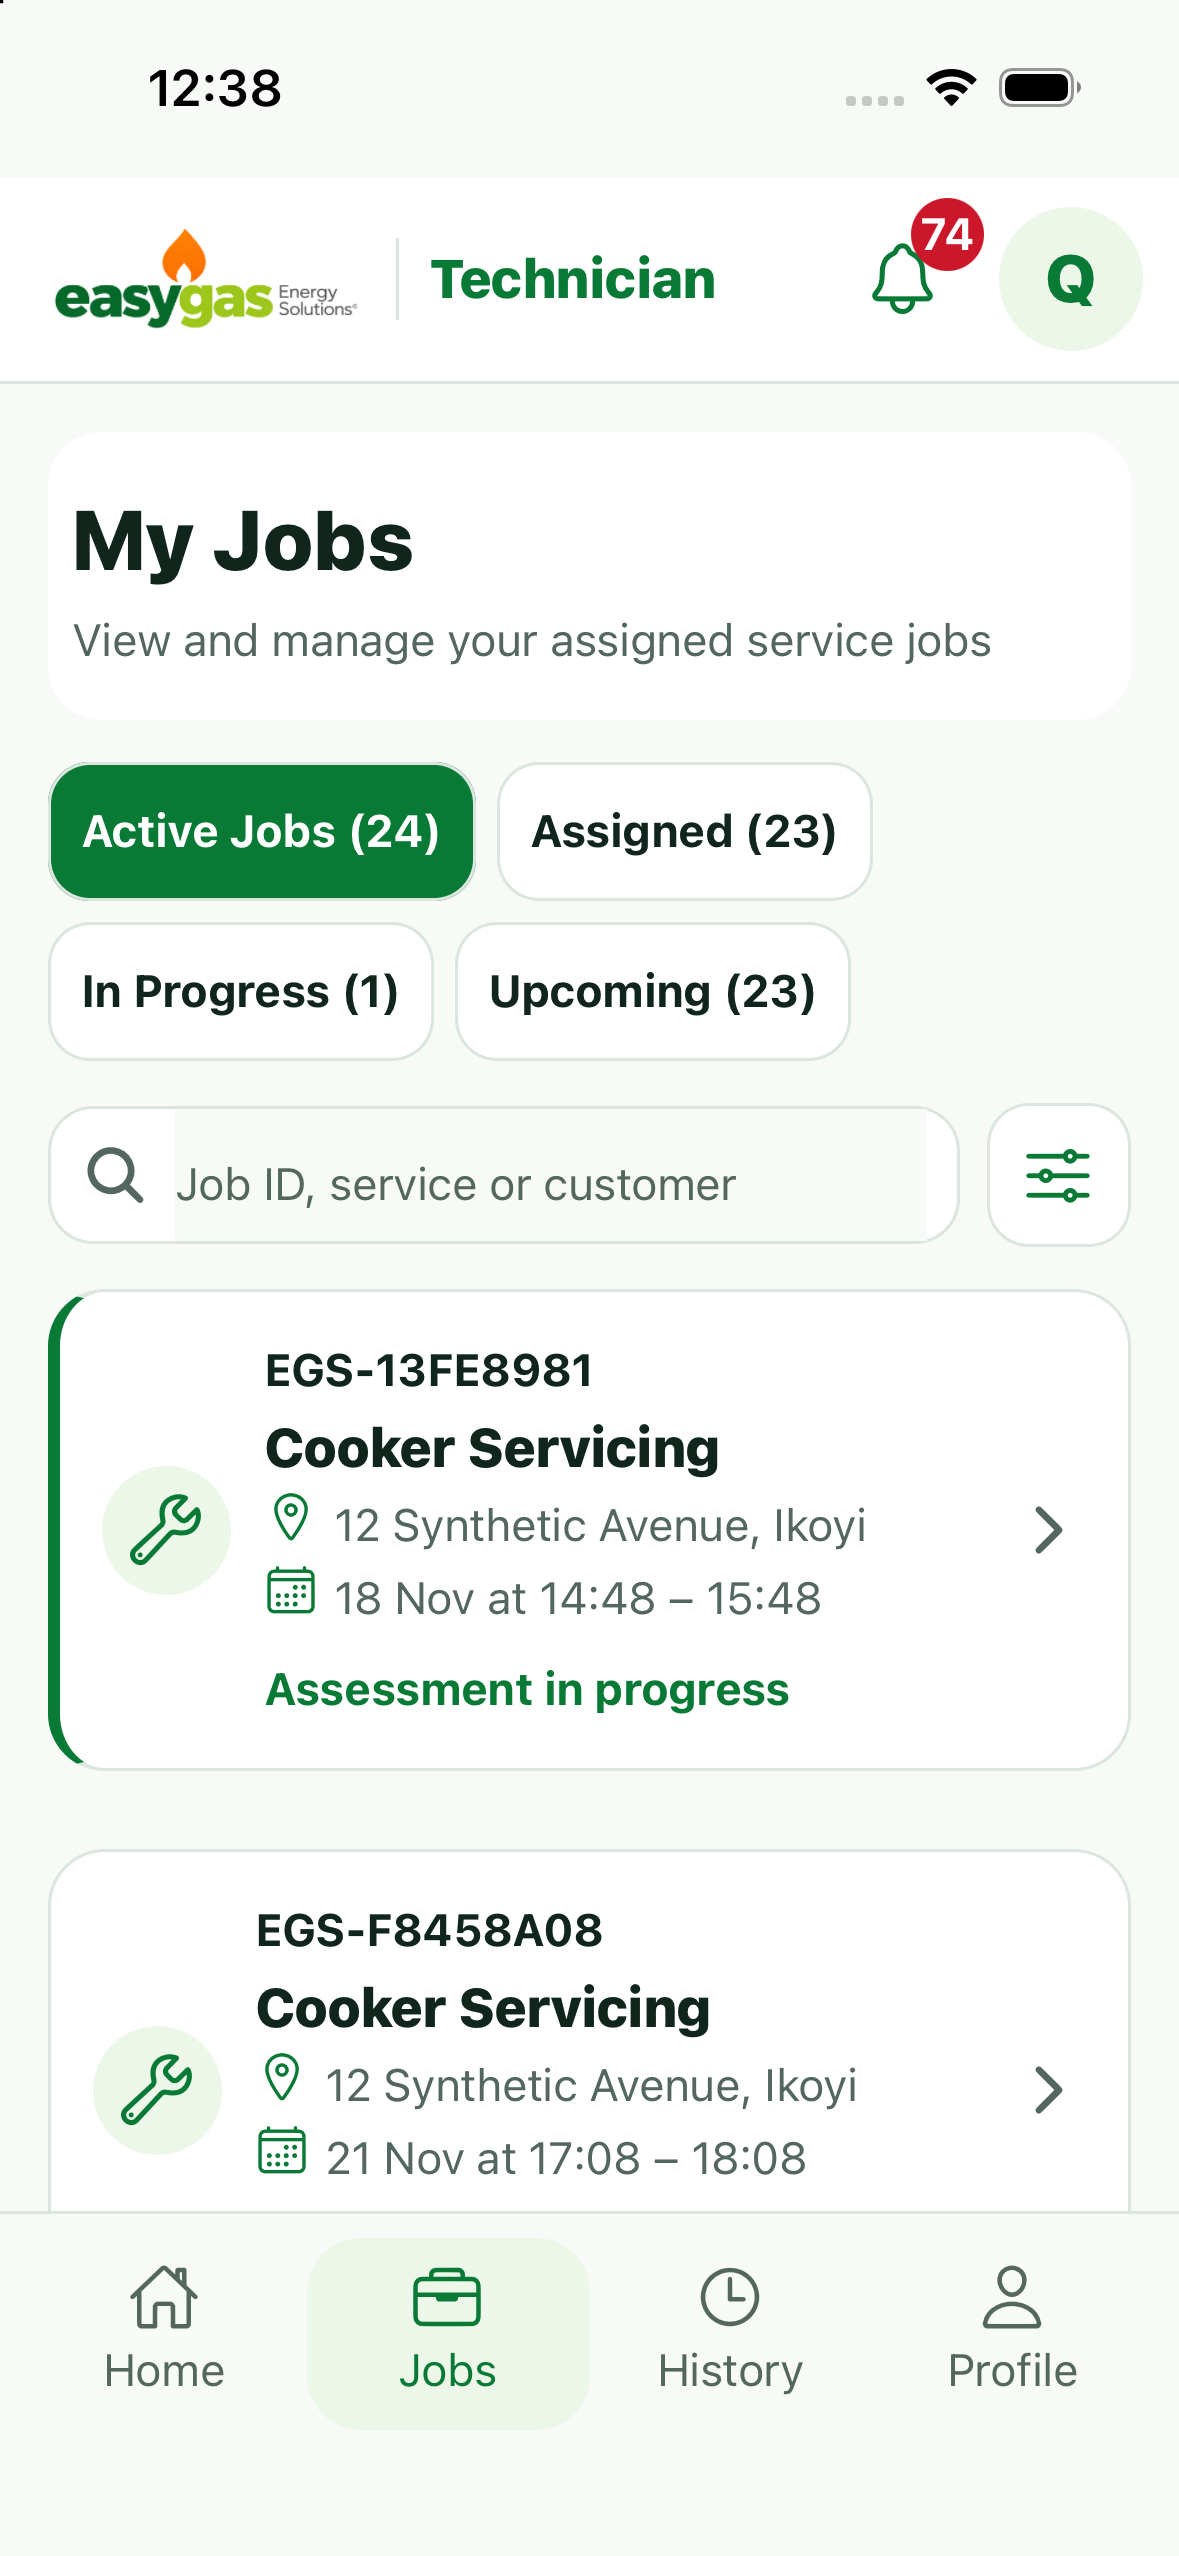 12:38
easygas Energy Solutions®
Technician
74
Q
My Jobs
View and manage your assigned service jobs
Active Jobs (24)
Assigned (23)
In Progress (1)
Upcoming (23)
Job ID, service or customer
EGS-13FE8981
Cooker Servicing
12 Synthetic Avenue, Ikoyi
18 Nov at 14:48 – 15:48
Assessment in progress
EGS-F8458A08
Cooker Servicing
12 Synthetic Avenue, Ikoyi
21 Nov at 17:08 – 18:08
Home
Jobs
History
Profile